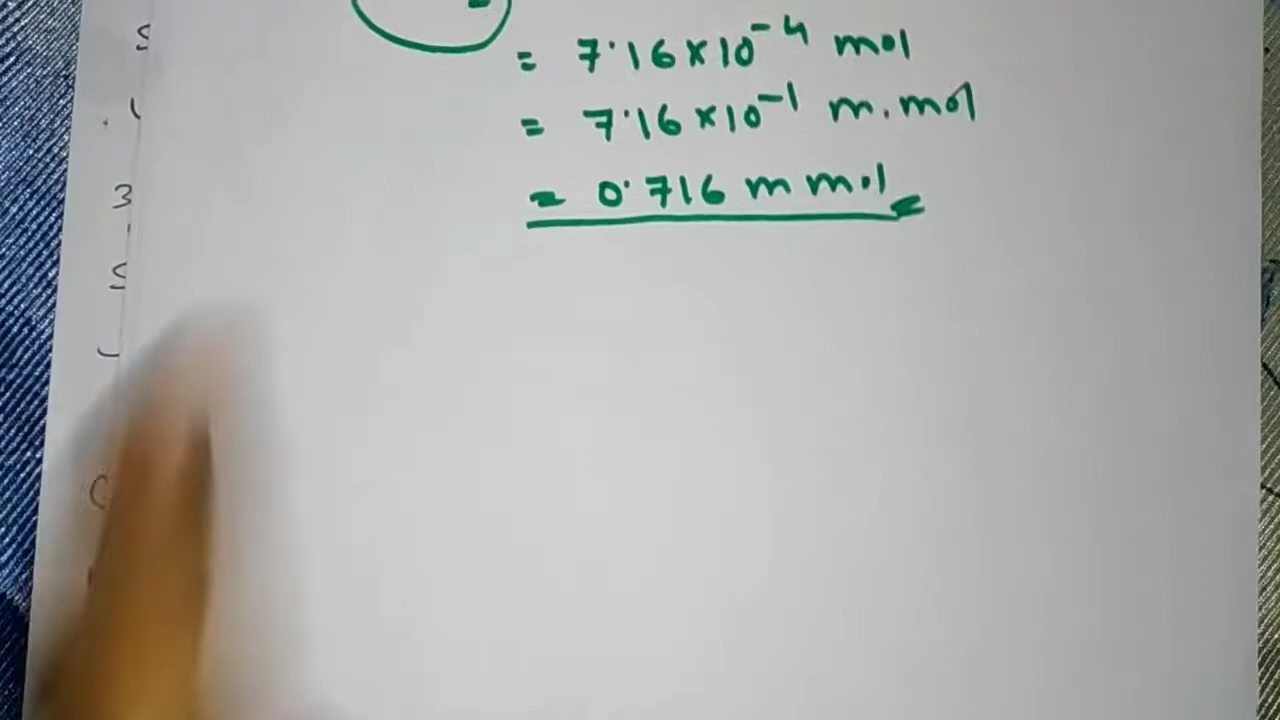 = 7.16×10⁻⁴ mol
= 7.16×10⁻¹ m.mol
= 0.716 m mol